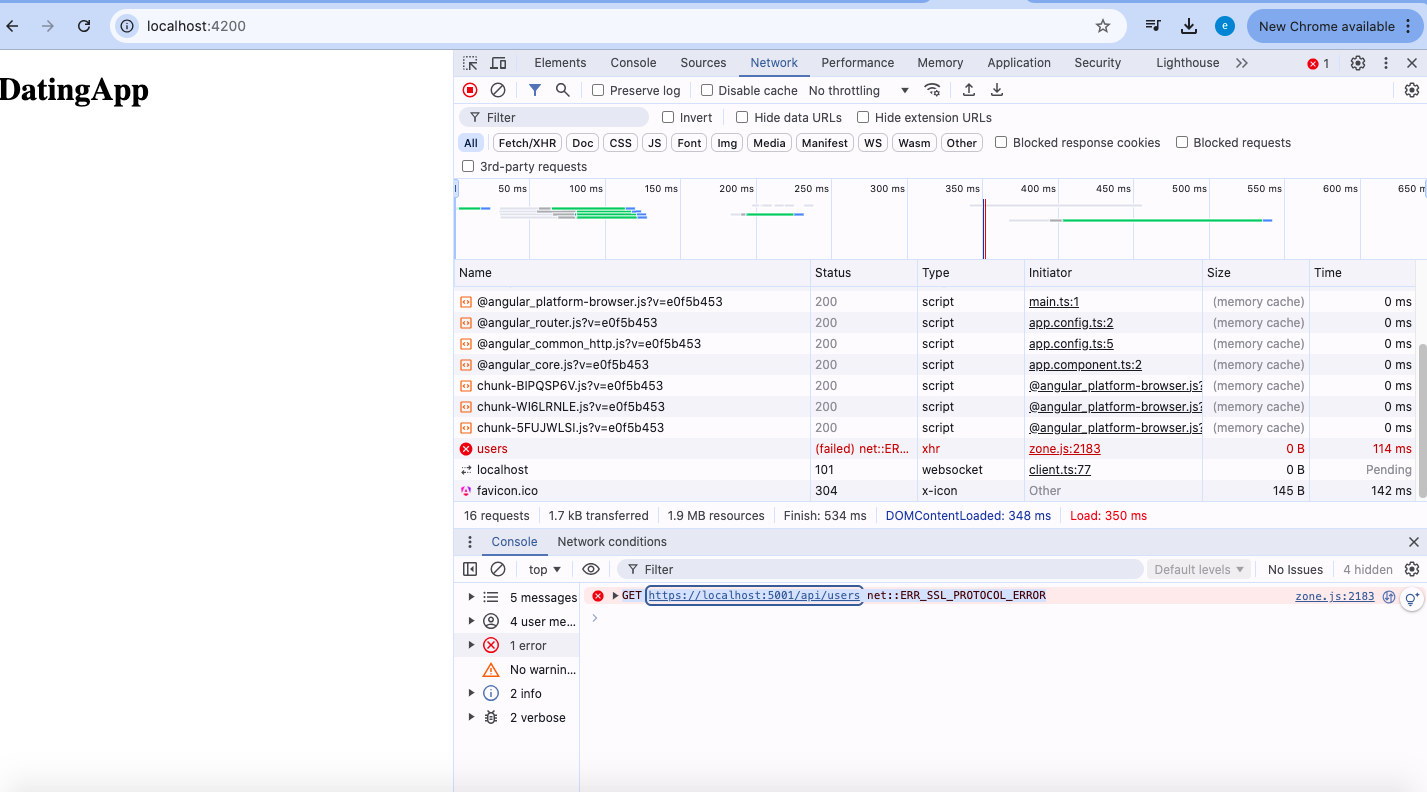 localhost:4200
e
New Chrome available
DatingApp
Elements Console Sources Network Performance Memory Application Security Lighthouse 1
Preserve log Disable cache No throttling
Filter Invert Hide data URLs Hide extension URLs
All Fetch/XHR Doc CSS JS Font Img Media Manifest WS Wasm Other Blocked response cookies Blocked requests
3rd-party requests
50 ms 100 ms 150 ms 200 ms 250 ms 300 ms 350 ms 400 ms 450 ms 500 ms 550 ms 600 ms 650 m
Name Status Type Initiator Size Time
@angular_platform-browser.js?v=e0f5b453 200 script main.ts:1 (memory cache) 0 ms
@angular_router.js?v=e0f5b453 200 script app.config.ts:2 (memory cache) 0 ms
@angular_common_http.js?v=e0f5b453 200 script app.config.ts:5 (memory cache) 0 ms
@angular_core.js?v=e0f5b453 200 script app.component.ts:2 (memory cache) 0 ms
chunk-BIPQSP6V.js?v=e0f5b453 200 script @angular_platform-browser.js? (memory cache) 0 ms
chunk-WI6LRNLE.js?v=e0f5b453 200 script @angular_platform-browser.js? (memory cache) 0 ms
chunk-5FUJWLSI.js?v=e0f5b453 200 script @angular_platform-browser.js? (memory cache) 0 ms
users (failed) net::ER... xhr zone.js:2183 0 B 114 ms
localhost 101 websocket client.ts:77 0 B Pending
favicon.ico 304 x-icon Other 145 B 142 ms
16 requests 1.7 kB transferred 1.9 MB resources Finish: 534 ms DOMContentLoaded: 348 ms Load: 350 ms
Console Network conditions
top Filter Default levels No Issues 4 hidden
5 messages
4 user me...
1 error
No warnin...
2 info
2 verbose
GET https://localhost:5001/api/users net::ERR_SSL_PROTOCOL_ERROR zone.js:2183